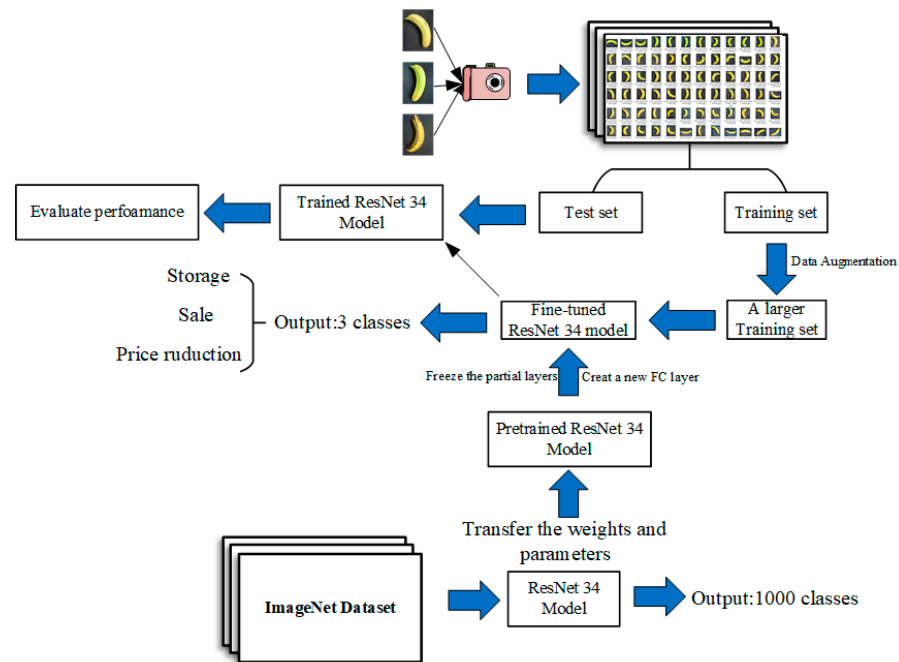 Evaluate perfoamance
Trained ResNet 34
Model
Test set
Training set
Data Augmentation
Storage
Sale
Price ruduction
Output:3 classes
Fine-tuned
ResNet 34 model
A larger
Training set
Freeze the partial layers
Creat a new FC layer
Pretrained ResNet 34
Model
Transfer the weights and
parameters
ImageNet Dataset
ResNet 34
Model
Output:1000 classes